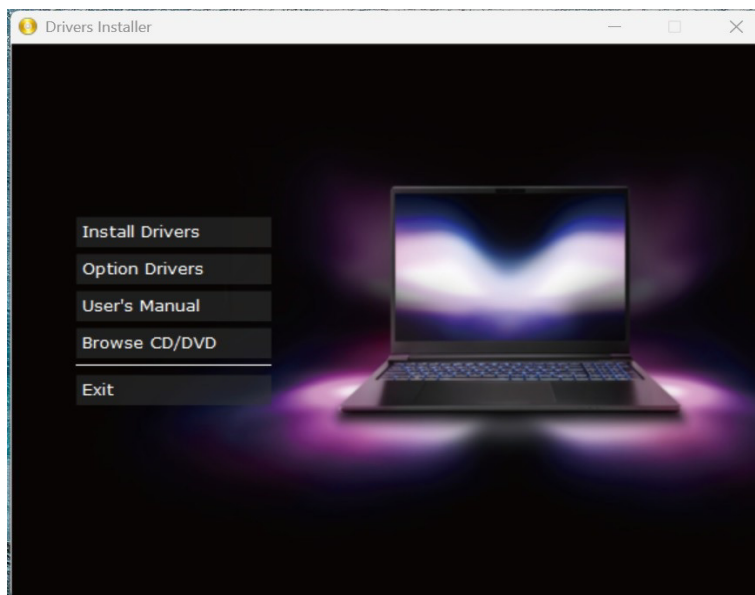 Drivers Installer
Install Drivers
Option Drivers
User's Manual
Browse CD/DVD
Exit